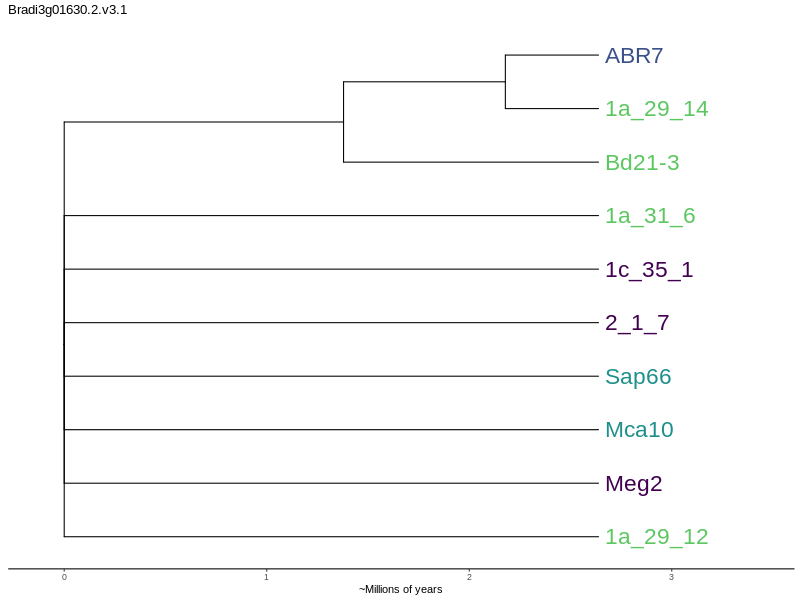 Bradi3g01630.2.v3.1
ABR7
1a_29_14
Bd21-3
1a_31_6
1c_35_1
2_1_7
Sap66
Mca10
Meg2
1a_29_12
0 1 2 3
~Millions of years